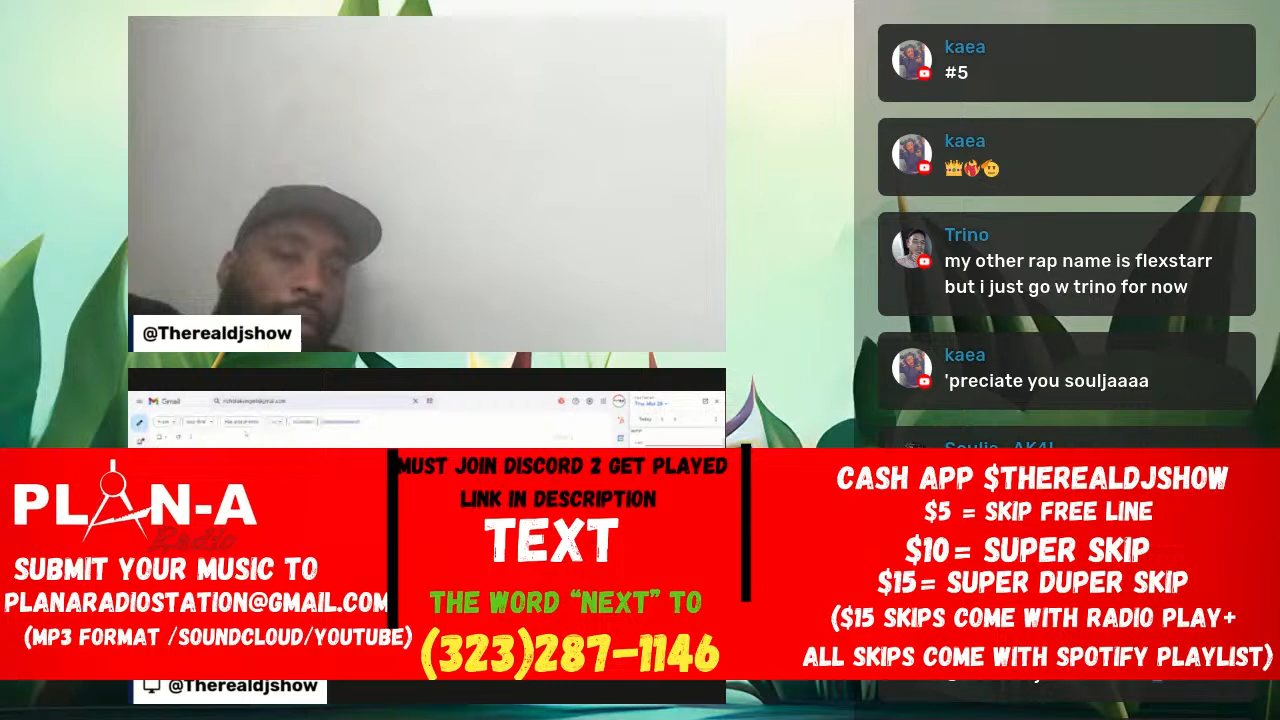 kaea
#5
kaea
👑❤️‍🔥🫡
Trino
my other rap name is flexstarr
but i just go w trino for now
kaea
'preciate you souljaaaa
@Therealdjshow
Gmail
PLAN-A
Radio
SUBMIT YOUR MUSIC TO
PLANARADIOSTATION@GMAIL.COM
(MP3 FORMAT /SOUNDCLOUD/YOUTUBE)
MUST JOIN DISCORD 2 GET PLAYED
LINK IN DESCRIPTION
TEXT
THE WORD “NEXT” TO
(323)287-1146
CASH APP $THEREALDJSHOW
$5 = SKIP FREE LINE
$10= SUPER SKIP
$15= SUPER DUPER SKIP
($15 SKIPS COME WITH RADIO PLAY+
ALL SKIPS COME WITH SPOTIFY PLAYLIST)
@Therealdjshow